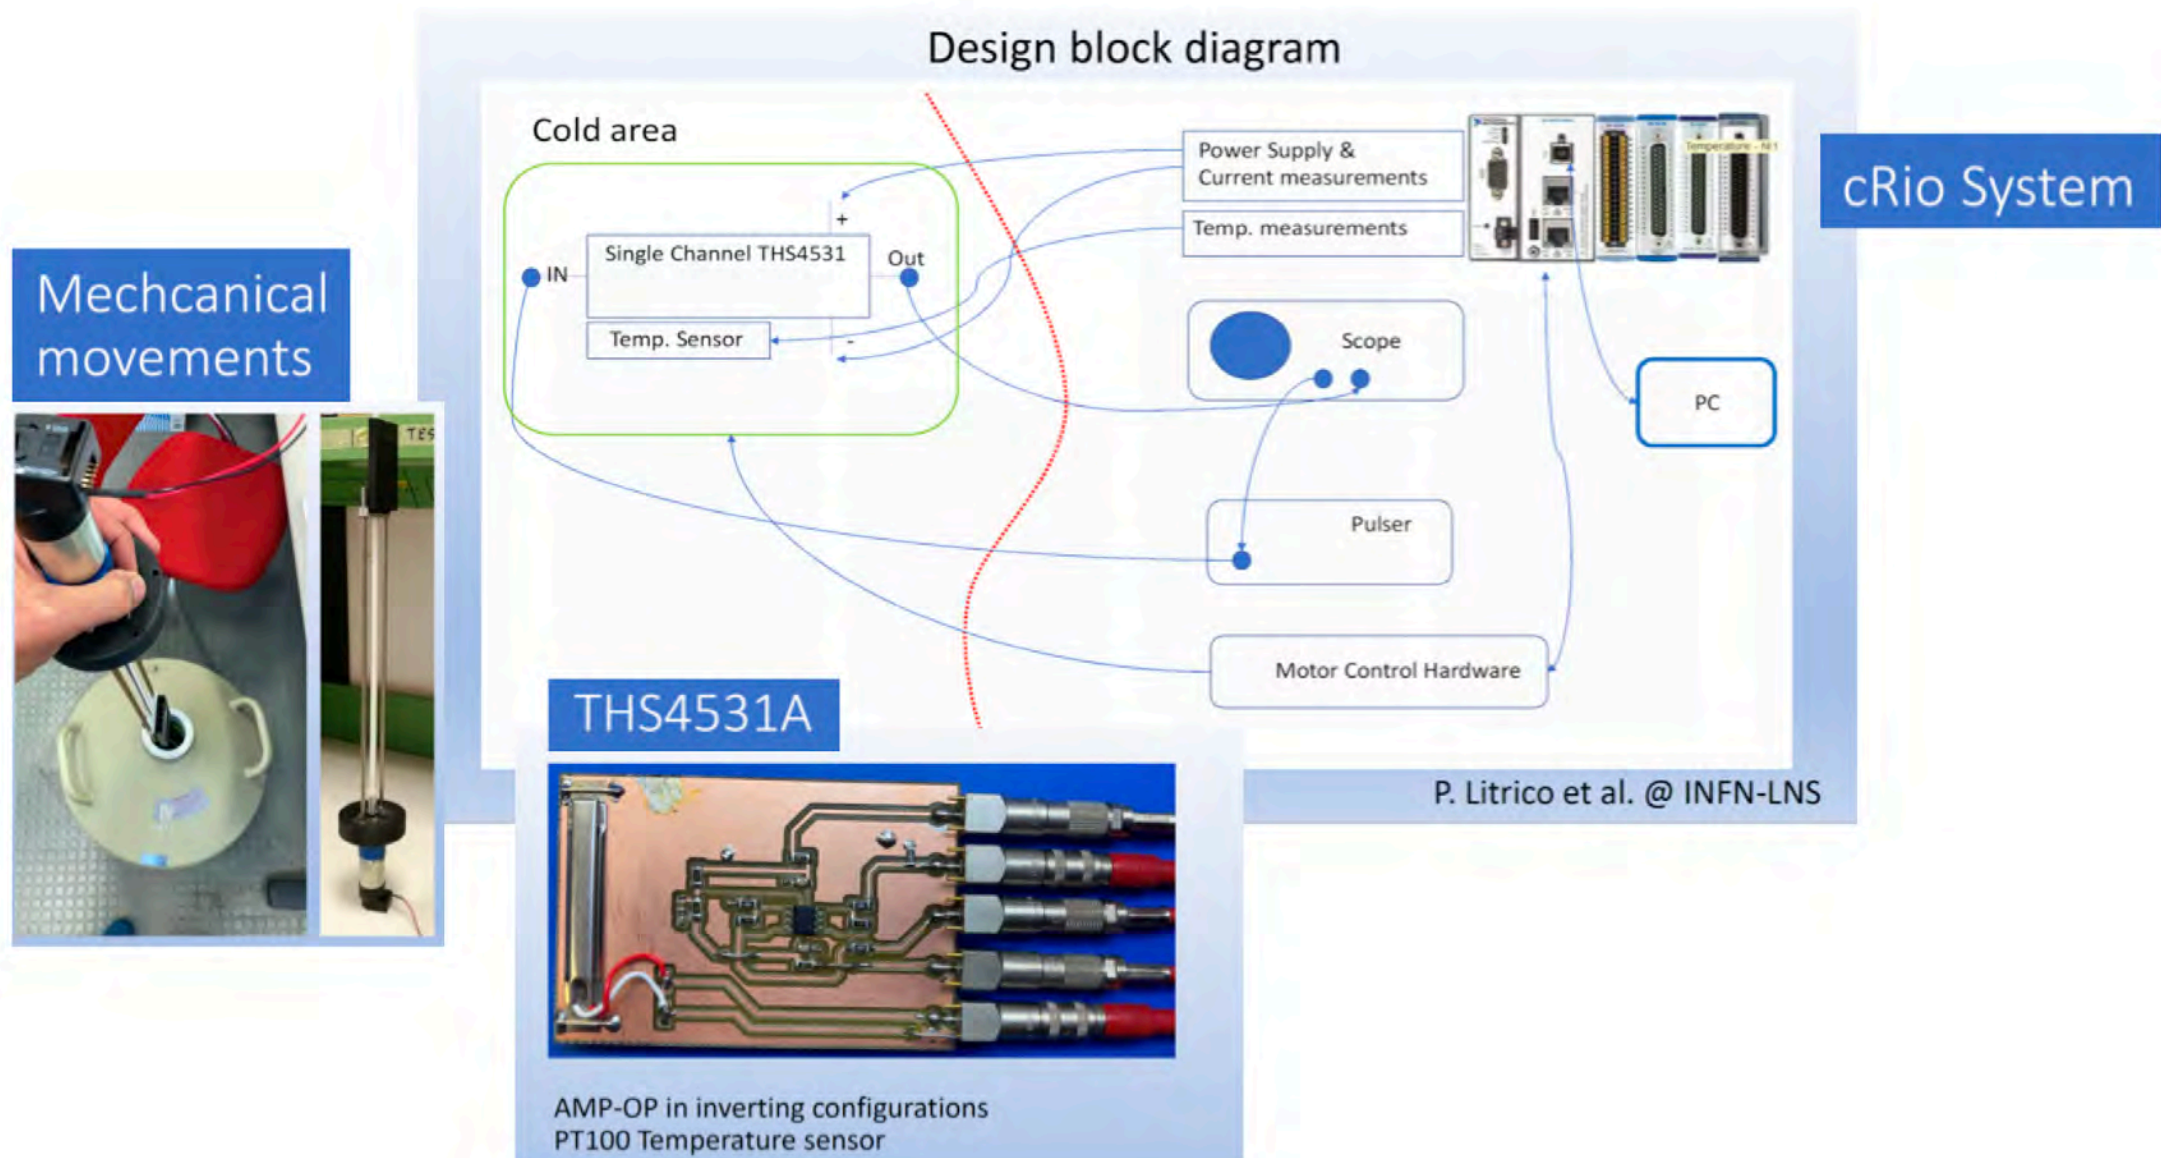 Design block diagram
Cold area
Power Supply &
Current measurements
Temp. measurements
cRio System
+
Single Channel THS4531
IN
Out
Temp. Sensor
-
Scope
PC
Pulser
Motor Control Hardware
Mechcanical
movements
TES
THS4531A
P. Litrico et al. @ INFN-LNS
AMP-OP in inverting configurations
PT100 Temperature sensor